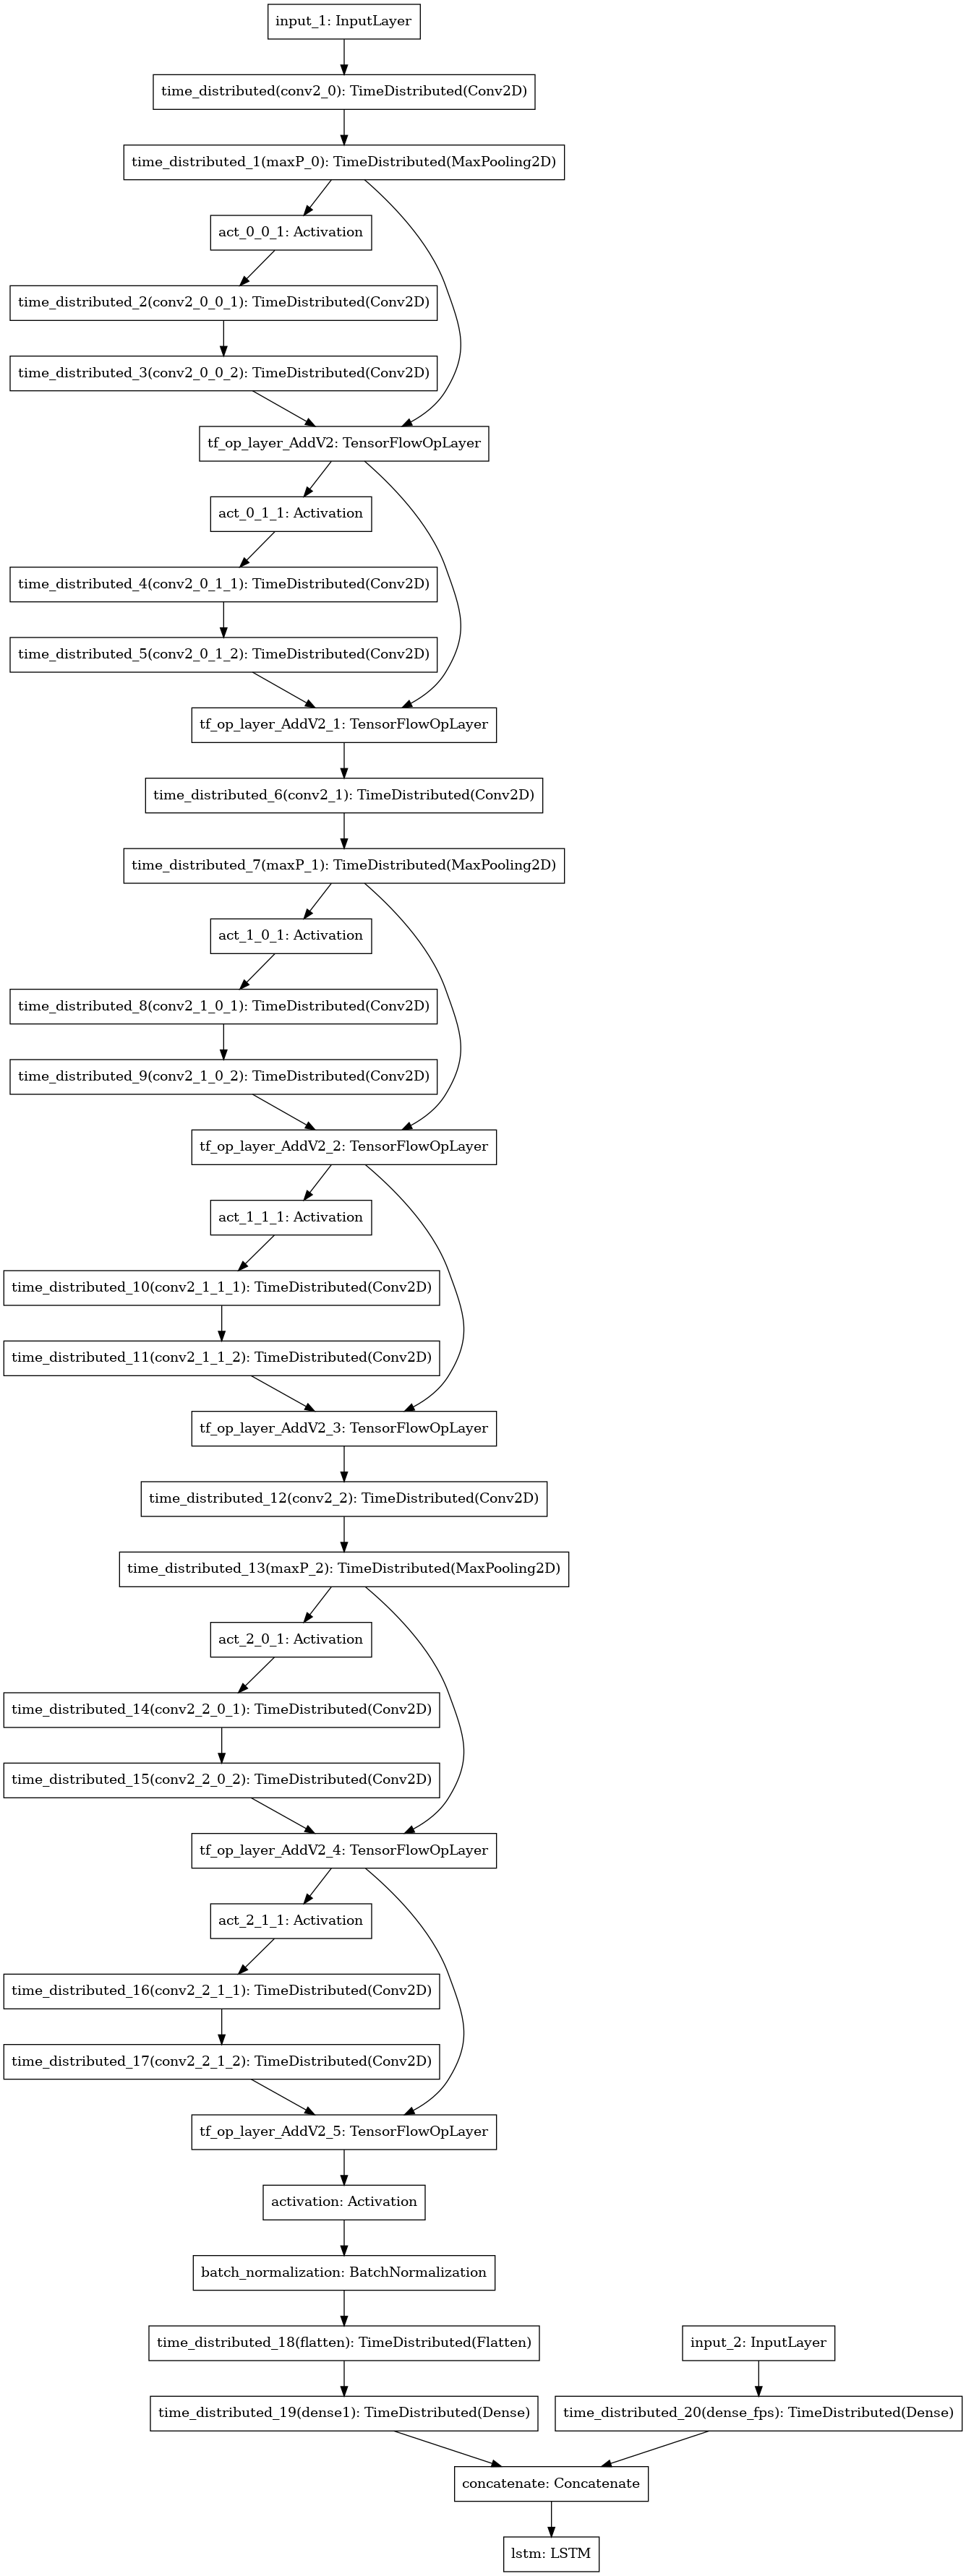 input_1: InputLayer
time_distributed(conv2_0): TimeDistributed(Conv2D)
time_distributed_1(maxP_0): TimeDistributed(MaxPooling2D)
act_0_0_1: Activation
time_distributed_2(conv2_0_0_1): TimeDistributed(Conv2D)
time_distributed_3(conv2_0_0_2): TimeDistributed(Conv2D)
tf_op_layer_AddV2: TensorFlowOpLayer
act_0_1_1: Activation
time_distributed_4(conv2_0_1_1): TimeDistributed(Conv2D)
time_distributed_5(conv2_0_1_2): TimeDistributed(Conv2D)
tf_op_layer_AddV2_1: TensorFlowOpLayer
time_distributed_6(conv2_1): TimeDistributed(Conv2D)
time_distributed_7(maxP_1): TimeDistributed(MaxPooling2D)
act_1_0_1: Activation
time_distributed_8(conv2_1_0_1): TimeDistributed(Conv2D)
time_distributed_9(conv2_1_0_2): TimeDistributed(Conv2D)
tf_op_layer_AddV2_2: TensorFlowOpLayer
act_1_1_1: Activation
time_distributed_10(conv2_1_1_1): TimeDistributed(Conv2D)
time_distributed_11(conv2_1_1_2): TimeDistributed(Conv2D)
tf_op_layer_AddV2_3: TensorFlowOpLayer
time_distributed_12(conv2_2): TimeDistributed(Conv2D)
time_distributed_13(maxP_2): TimeDistributed(MaxPooling2D)
act_2_0_1: Activation
time_distributed_14(conv2_2_0_1): TimeDistributed(Conv2D)
time_distributed_15(conv2_2_0_2): TimeDistributed(Conv2D)
tf_op_layer_AddV2_4: TensorFlowOpLayer
act_2_1_1: Activation
time_distributed_16(conv2_2_1_1): TimeDistributed(Conv2D)
time_distributed_17(conv2_2_1_2): TimeDistributed(Conv2D)
tf_op_layer_AddV2_5: TensorFlowOpLayer
activation: Activation
batch_normalization: BatchNormalization
time_distributed_18(flatten): TimeDistributed(Flatten)
input_2: InputLayer
time_distributed_19(dense1): TimeDistributed(Dense)
time_distributed_20(dense_fps): TimeDistributed(Dense)
concatenate: Concatenate
lstm: LSTM